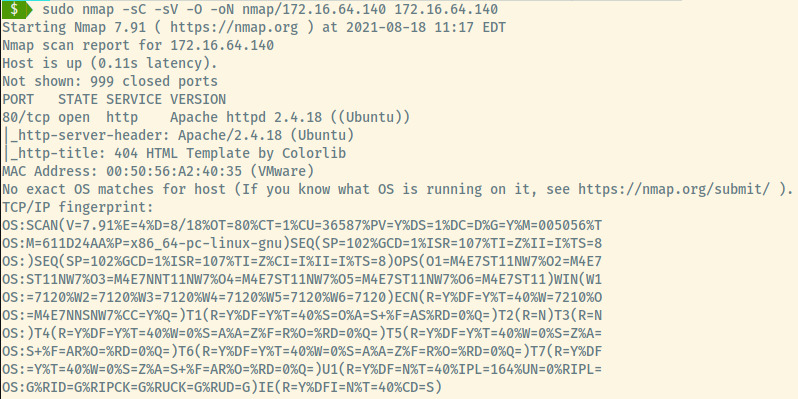 $ sudo nmap -sC -sV -O -oN nmap/172.16.64.140 172.16.64.140
Starting Nmap 7.91 ( https://nmap.org ) at 2021-08-18 11:17 EDT
Nmap scan report for 172.16.64.140
Host is up (0.11s latency).
Not shown: 999 closed ports
PORT   STATE SERVICE VERSION
80/tcp open  http    Apache httpd 2.4.18 ((Ubuntu))
|_http-server-header: Apache/2.4.18 (Ubuntu)
|_http-title: 404 HTML Template by Colorlib
MAC Address: 00:50:56:A2:40:35 (VMware)
No exact OS matches for host (If you know what OS is running on it, see https://nmap.org/submit/ ).
TCP/IP fingerprint:
OS:SCAN(V=7.91%E=4%D=8/18%OT=80%CT=1%CU=36587%PV=Y%DS=1%DC=D%G=Y%M=005056%T
OS:M=611D24AA%P=x86_64-pc-linux-gnu)SEQ(SP=102%GCD=1%ISR=107%TI=Z%II=I%TS=8
OS:)SEQ(SP=102%GCD=1%ISR=107%TI=Z%CI=I%II=I%TS=8)OPS(O1=M4E7ST11NW7%O2=M4E7
OS:ST11NW7%O3=M4E7NNT11NW7%O4=M4E7ST11NW7%O5=M4E7ST11NW7%O6=M4E7ST11)WIN(W1
OS:=7120%W2=7120%W3=7120%W4=7120%W5=7120%W6=7120)ECN(R=Y%DF=Y%T=40%W=7210%O
OS:=M4E7NNSNW7%CC=Y%Q=)T1(R=Y%DF=Y%T=40%S=O%A=S+%F=AS%RD=0%Q=)T2(R=N)T3(R=N
OS:)T4(R=Y%DF=Y%T=40%W=0%S=A%A=Z%F=R%O=%RD=0%Q=)T5(R=Y%DF=Y%T=40%W=0%S=Z%A=
OS:S+%F=AR%O=%RD=0%Q=)T6(R=Y%DF=Y%T=40%W=0%S=A%A=Z%F=R%O=%RD=0%Q=)T7(R=Y%DF
OS:=Y%T=40%W=0%S=Z%A=S+%F=AR%O=%RD=0%Q=)U1(R=Y%DF=N%T=40%IPL=164%UN=0%RIPL=
OS:G%RID=G%RIPCK=G%RUCK=G%RUD=G)IE(R=Y%DFI=N%T=40%CD=S)